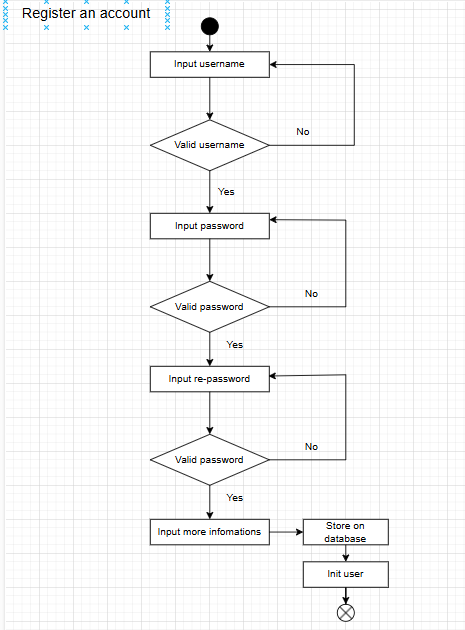 Register an account
Input username
No
Valid username
Yes
Input password
No
Valid password
Yes
Input re-password
No
Valid password
Yes
Input more infomations
Store on
database
Init user